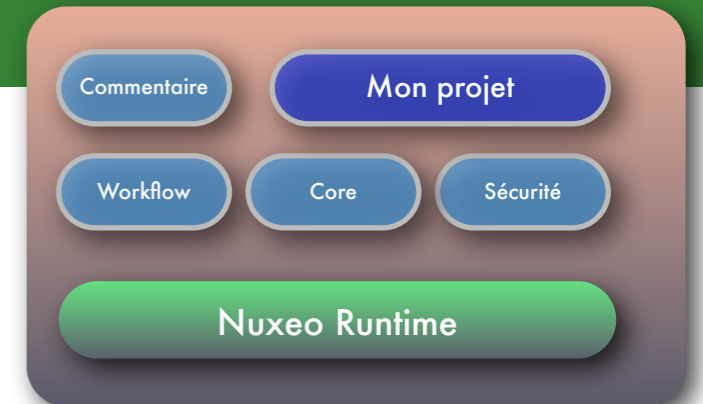 Commentaire
Mon projet
Workflow
Core
Sécurité
Nuxeo Runtime